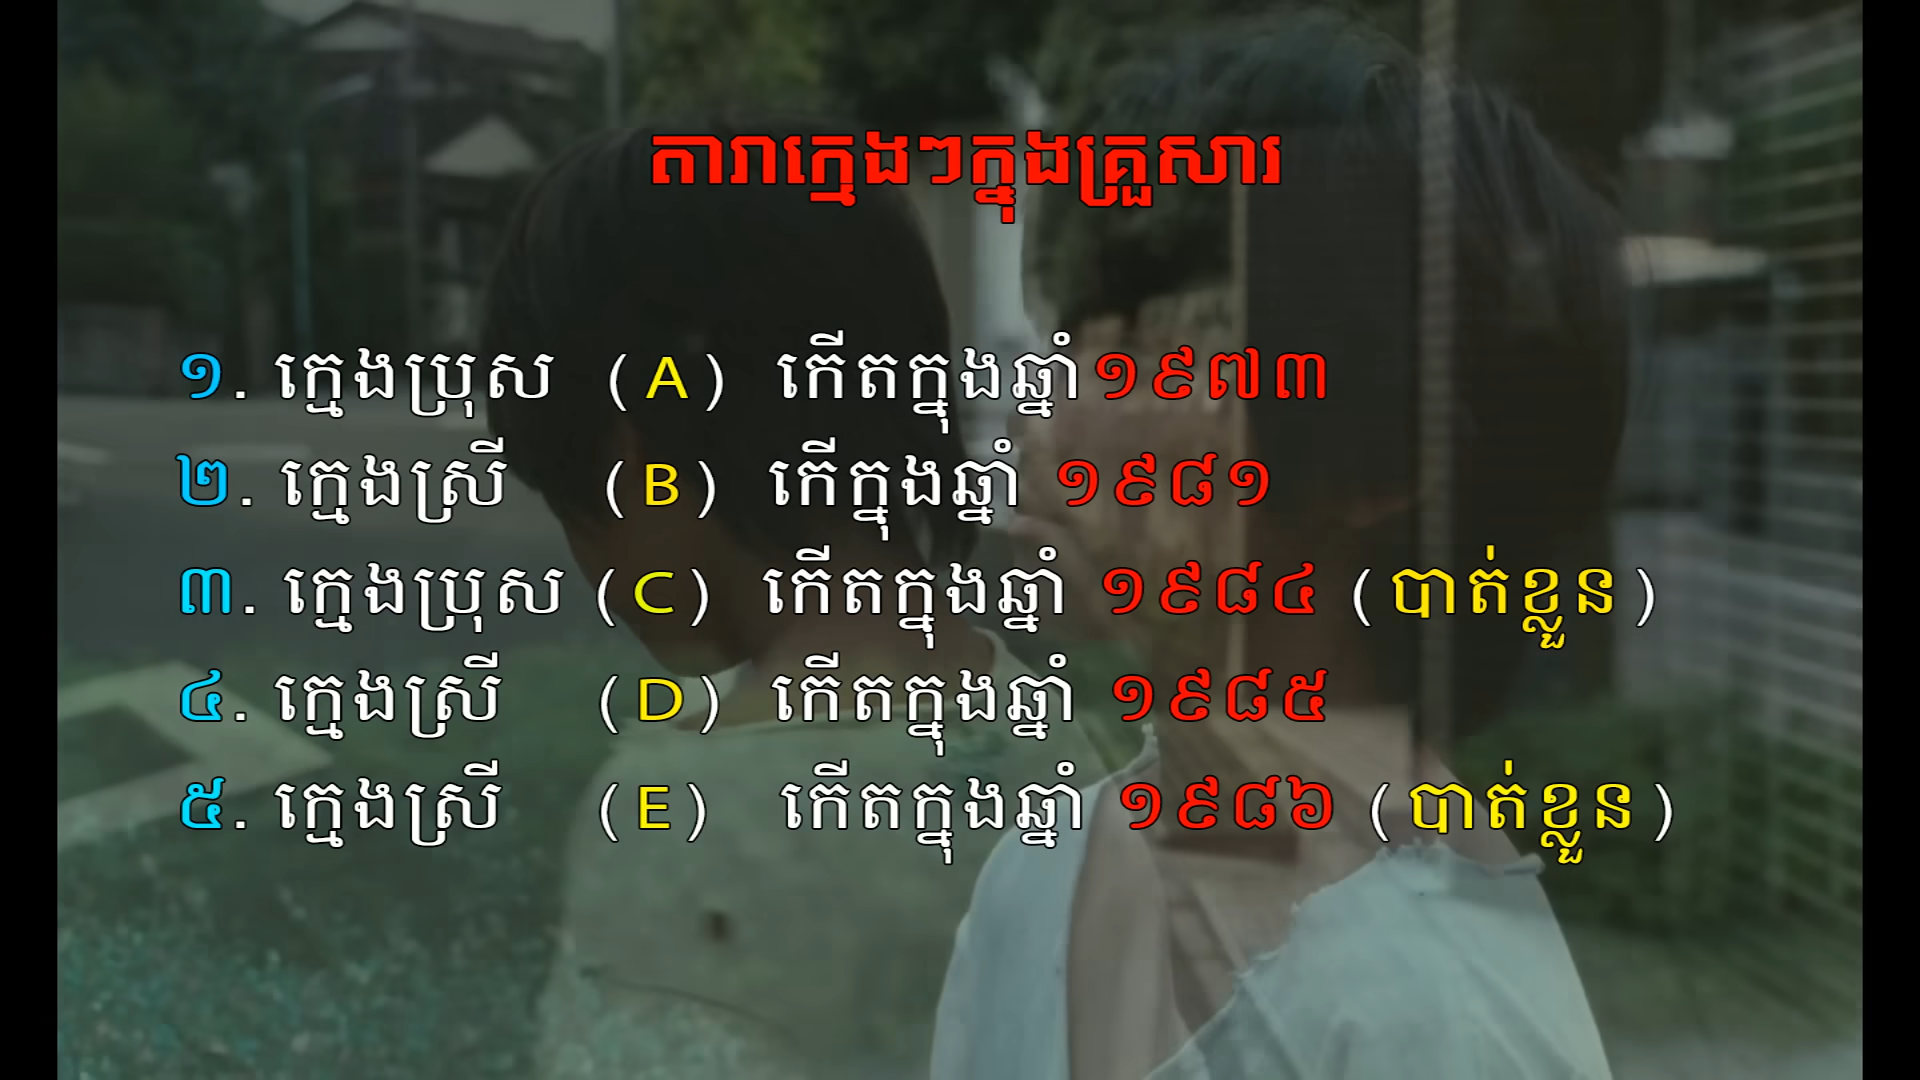 តារាក្មេងៗក្នុងគ្រួសារ
១. ក្មេងប្រុស (A) កើតក្នុងឆ្នាំ១៩៧៣
២. ក្មេងស្រី (B) កើក្នុងឆ្នាំ ១៩៨១
៣. ក្មេងប្រុស (C) កើតក្នុងឆ្នាំ ១៩៨៤ (បាត់ខ្លួន)
៤. ក្មេងស្រី (D) កើតក្នុងឆ្នាំ ១៩៨៥
៥. ក្មេងស្រី (E) កើតក្នុងឆ្នាំ ១៩៨៦ (បាត់ខ្លួន)